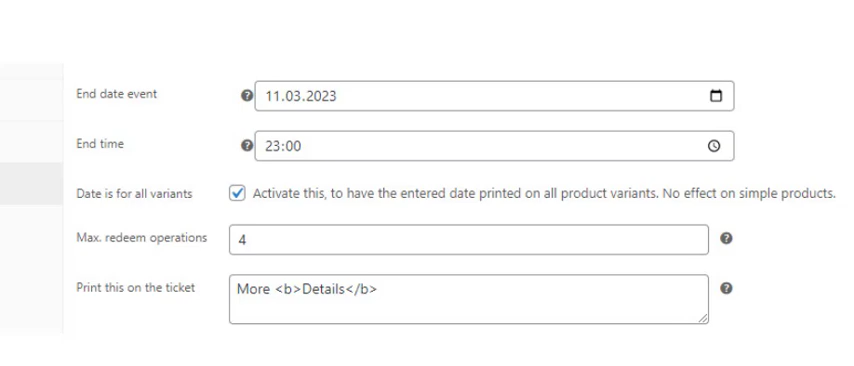 End date event
11.03.2023
End time
23:00
Date is for all variants Activate this, to have the entered date printed on all product variants. No effect on simple products.
Max. redeem operations
4
Print this on the ticket
More <b>Details</b>